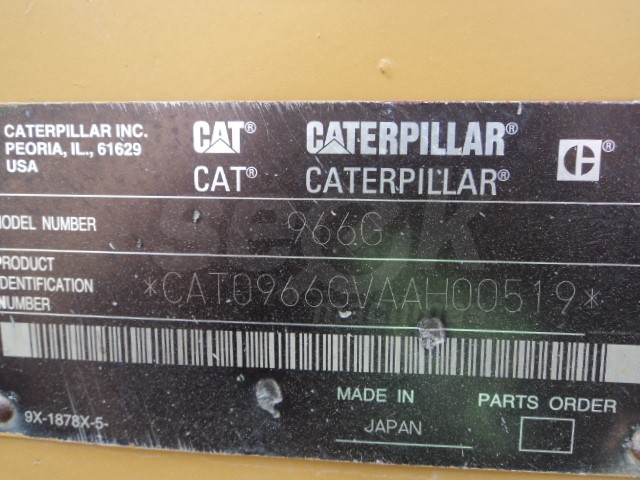 CATERPILLAR INC.
PEORIA, IL., 61629
USA
CAT® CATERPILLAR®
CAT® CATERPILLAR®
MODEL NUMBER 966G
PRODUCT
IDENTIFICATION
NUMBER
*CAT0966GVAAH00519*
MADE IN
JAPAN
PARTS ORDER
9X-1878X-5-